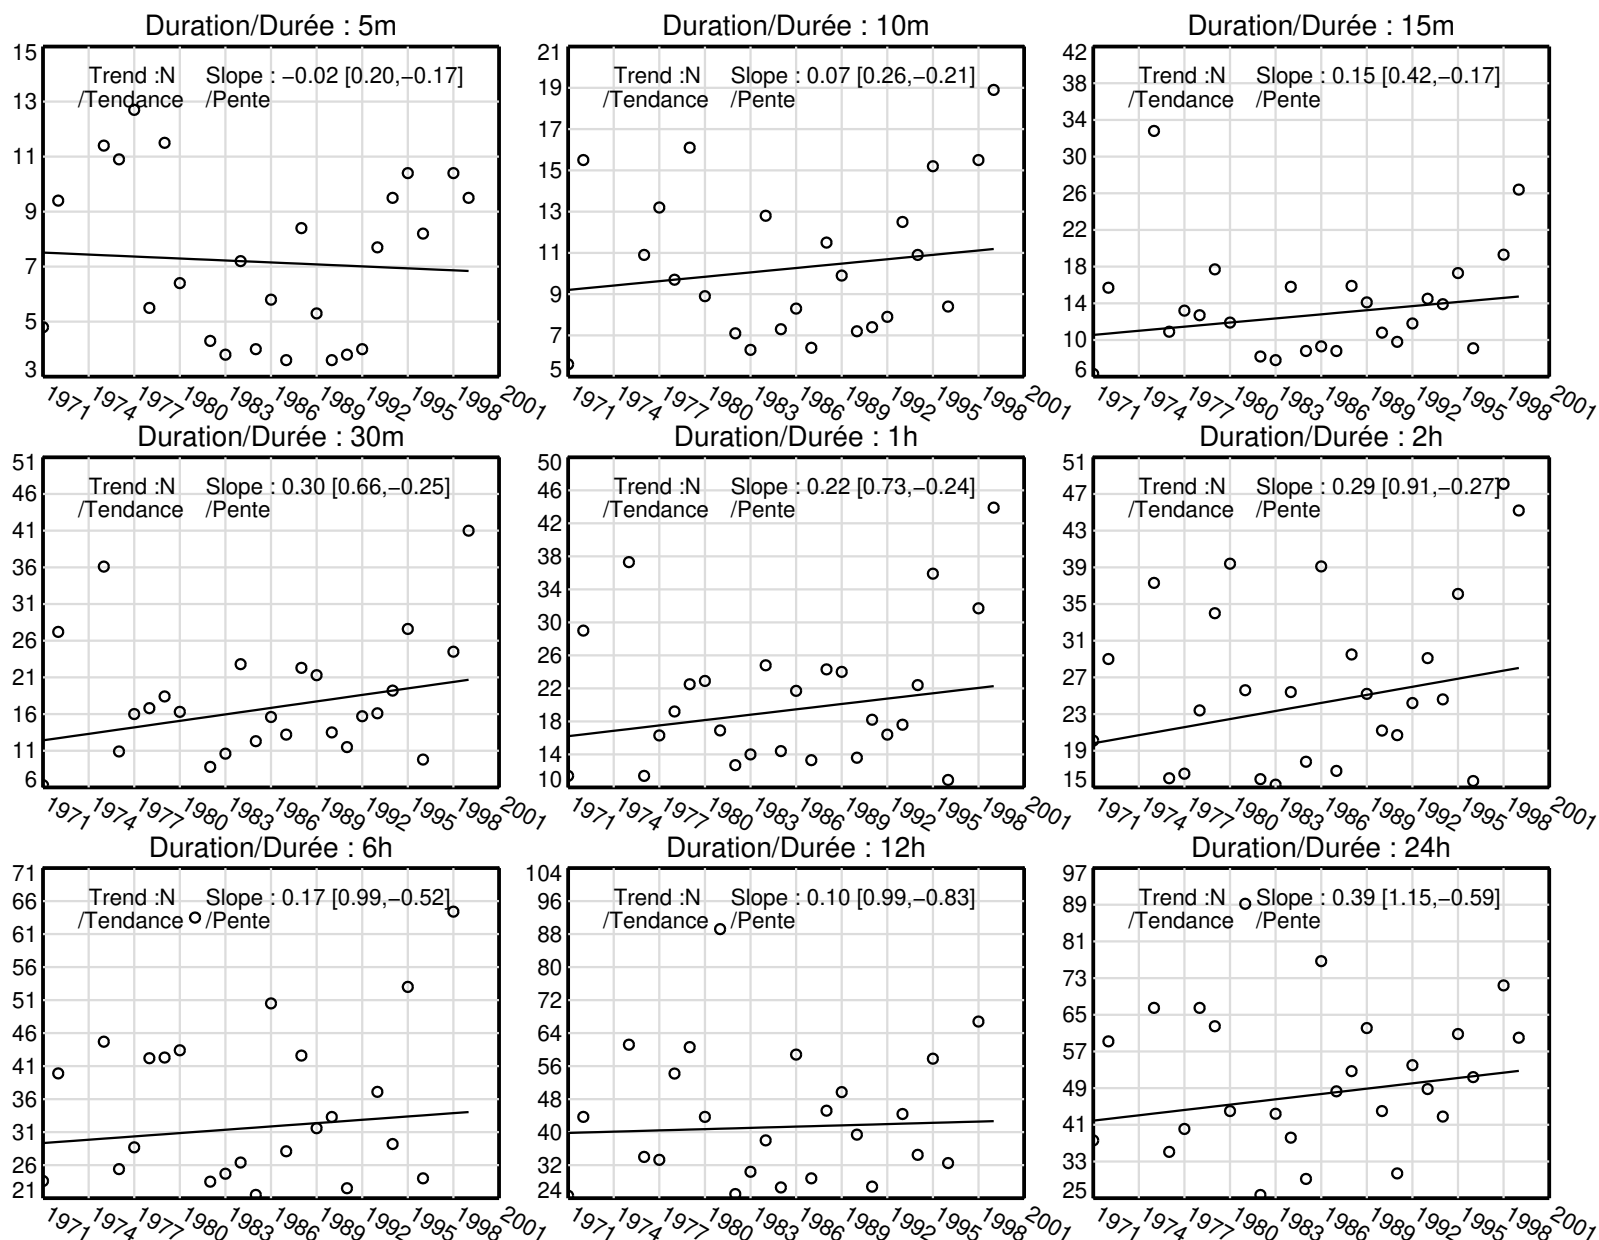 Duration/Durée : 5m
15
13
11
9
7
5
3
Trend :N Slope : −0.02 [0.20,−0.17]
/Tendance /Pente
1971 1974 1977 1980 1983 1986 1989 1992 1995 1998 2001
Duration/Durée : 10m
21
19
17
15
13
11
9
7
5
Trend :N Slope : 0.07 [0.26,−0.21]
/Tendance /Pente
1971 1974 1977 1980 1983 1986 1989 1992 1995 1998 2001
Duration/Durée : 15m
42
38
34
30
26
22
18
14
10
6
Trend :N Slope : 0.15 [0.42,−0.17]
/Tendance /Pente
1971 1974 1977 1980 1983 1986 1989 1992 1995 1998 2001
Duration/Durée : 30m
51
46
41
36
31
26
21
16
11
6
Trend :N Slope : 0.30 [0.66,−0.25]
/Tendance /Pente
1971 1974 1977 1980 1983 1986 1989 1992 1995 1998 2001
Duration/Durée : 1h
50
46
42
38
34
30
26
22
18
14
10
Trend :N Slope : 0.22 [0.73,−0.24]
/Tendance /Pente
1971 1974 1977 1980 1983 1986 1989 1992 1995 1998 2001
Duration/Durée : 2h
51
47
43
39
35
31
27
23
19
15
Trend :N Slope : 0.29 [0.91,−0.27]
/Tendance /Pente
1971 1974 1977 1980 1983 1986 1989 1992 1995 1998 2001
Duration/Durée : 6h
71
66
61
56
51
46
41
36
31
26
21
Trend :N Slope : 0.17 [0.99,−0.52]
/Tendance /Pente
1971 1974 1977 1980 1983 1986 1989 1992 1995 1998 2001
Duration/Durée : 12h
104
96
88
80
72
64
56
48
40
32
24
Trend :N Slope : 0.10 [0.99,−0.83]
/Tendance /Pente
1971 1974 1977 1980 1983 1986 1989 1992 1995 1998 2001
Duration/Durée : 24h
97
89
81
73
65
57
49
41
33
25
Trend :N Slope : 0.39 [1.15,−0.59]
/Tendance /Pente
1971 1974 1977 1980 1983 1986 1989 1992 1995 1998 2001